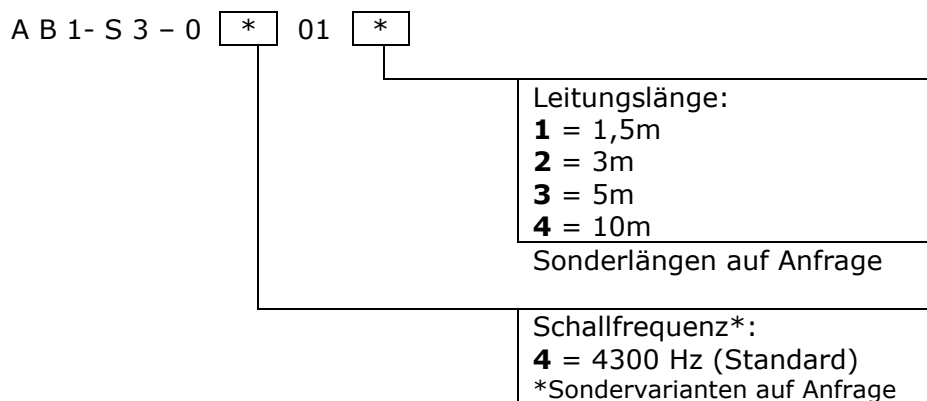 A B 1- S 3 – 0 * 01 *
Leitungslänge:
1 = 1,5m
2 = 3m
3 = 5m
4 = 10m
Sonderlängen auf Anfrage
Schallfrequenz*:
4 = 4300 Hz (Standard)
*Sondervarianten auf Anfrage